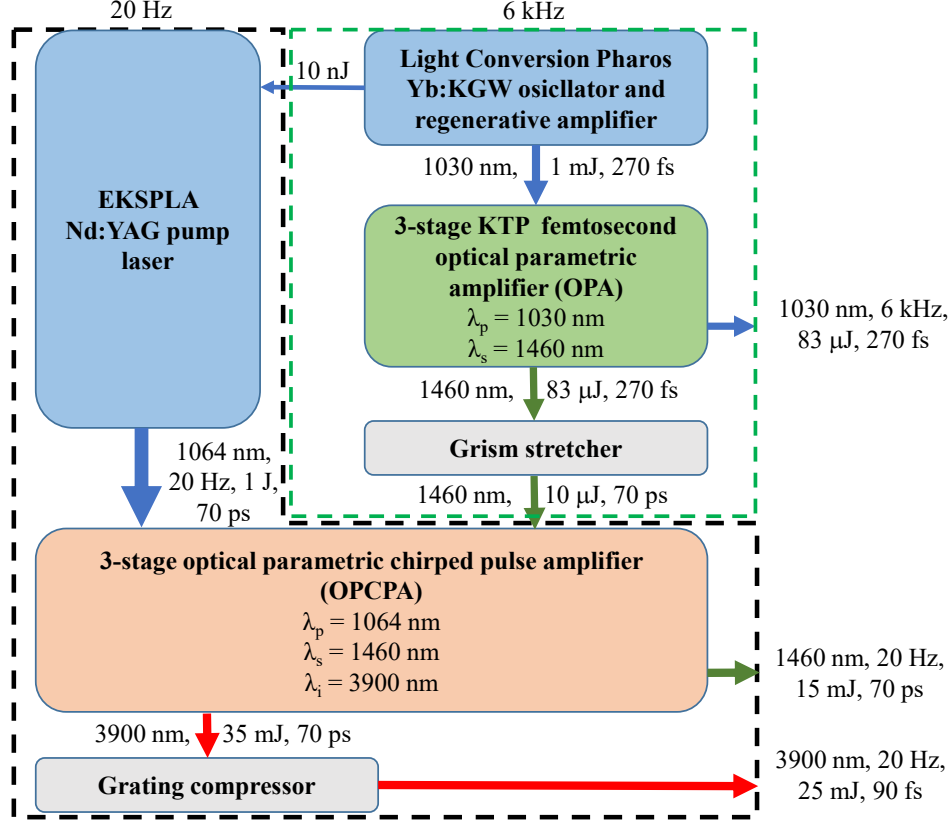 20 Hz
6 kHz
Light Conversion Pharos
Yb:KGW osicllator and
regenerative amplifier
10 nJ
1030 nm, 1 mJ, 270 fs
EKSPLA
Nd:YAG pump
laser
3-stage KTP femtosecond
optical parametric
amplifier (OPA)
λp = 1030 nm
λs = 1460 nm
1030 nm, 6 kHz,
83 μJ, 270 fs
1460 nm, 83 μJ, 270 fs
Grism stretcher
1460 nm, 10 μJ, 70 ps
1064 nm,
20 Hz, 1 J,
70 ps
3-stage optical parametric chirped pulse amplifier
(OPCPA)
λp = 1064 nm
λs = 1460 nm
λi = 3900 nm
1460 nm, 20 Hz,
15 mJ, 70 ps
3900 nm, 35 mJ, 70 ps
Grating compressor
3900 nm, 20 Hz,
25 mJ, 90 fs